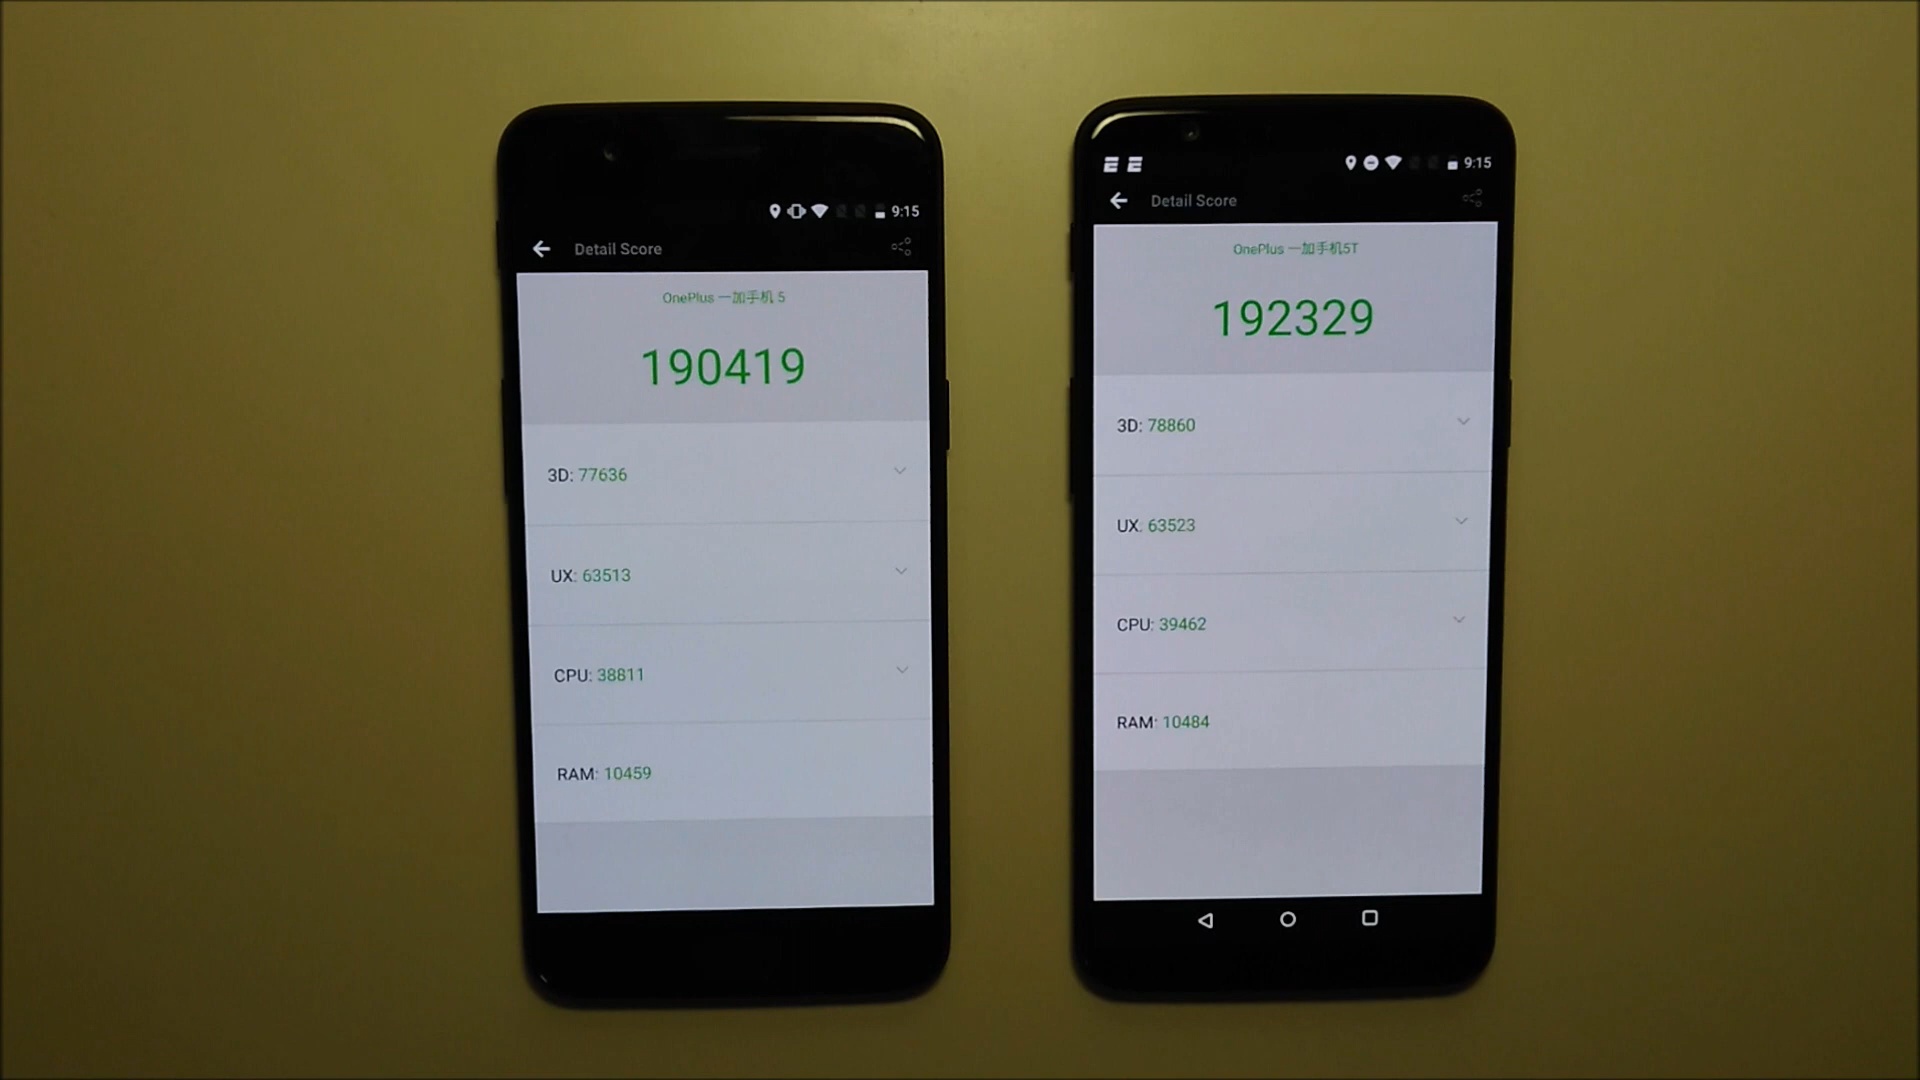 9:15
Detail Score
OnePlus 一加手机 5
190419
3D: 77636
UX: 63513
CPU: 38811
RAM: 10459
9:15
Detail Score
OnePlus 一加手机5T
192329
3D: 78860
UX: 63523
CPU: 39462
RAM: 10484